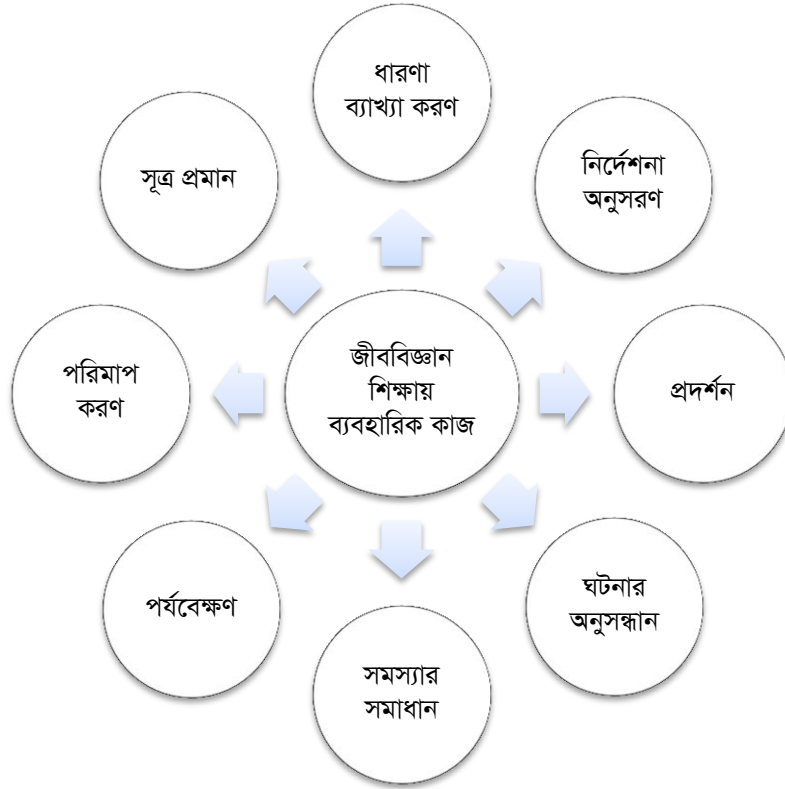 ধারণা
ব্যাখ্যা করণ
নির্দেশনা
অনুসরণ
প্রদর্শন
ঘটনার
অনুসন্ধান
সমস্যার
সমাধান
পর্যবেক্ষণ
পরিমাপ
করণ
সূত্র প্রমান
জীববিজ্ঞান
শিক্ষায়
ব্যবহারিক কাজ